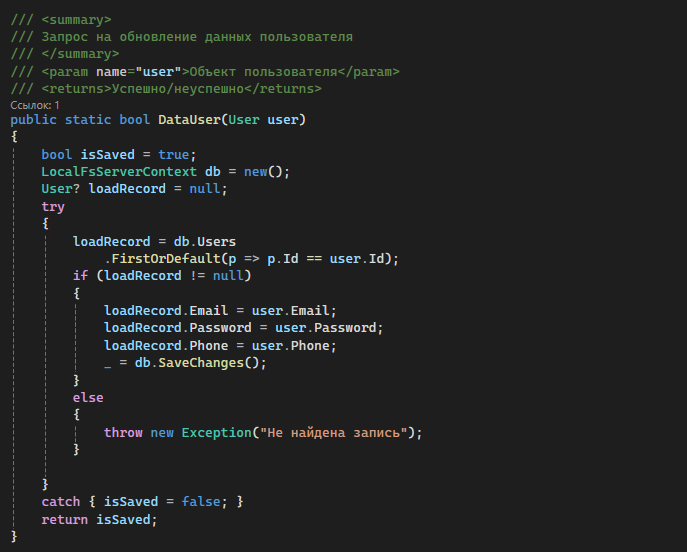 /// <summary>
/// Запрос на обновление данных пользователя
/// </summary>
/// <param name="user">Объект пользователя</param>
/// <returns>Успешно/неуспешно</returns>
Ссылок: 1
public static bool DataUser(User user)
{
    bool isSaved = true;
    LocalFsServerContext db = new();
    User? loadRecord = null;
    try
    {
        loadRecord = db.Users
            .FirstOrDefault(p => p.Id == user.Id);
        if (loadRecord != null)
        {
            loadRecord.Email = user.Email;
            loadRecord.Password = user.Password;
            loadRecord.Phone = user.Phone;
            _ = db.SaveChanges();
        }
        else
        {
            throw new Exception("Не найдена запись");
        }

    }
    catch { isSaved = false; }
    return isSaved;
}